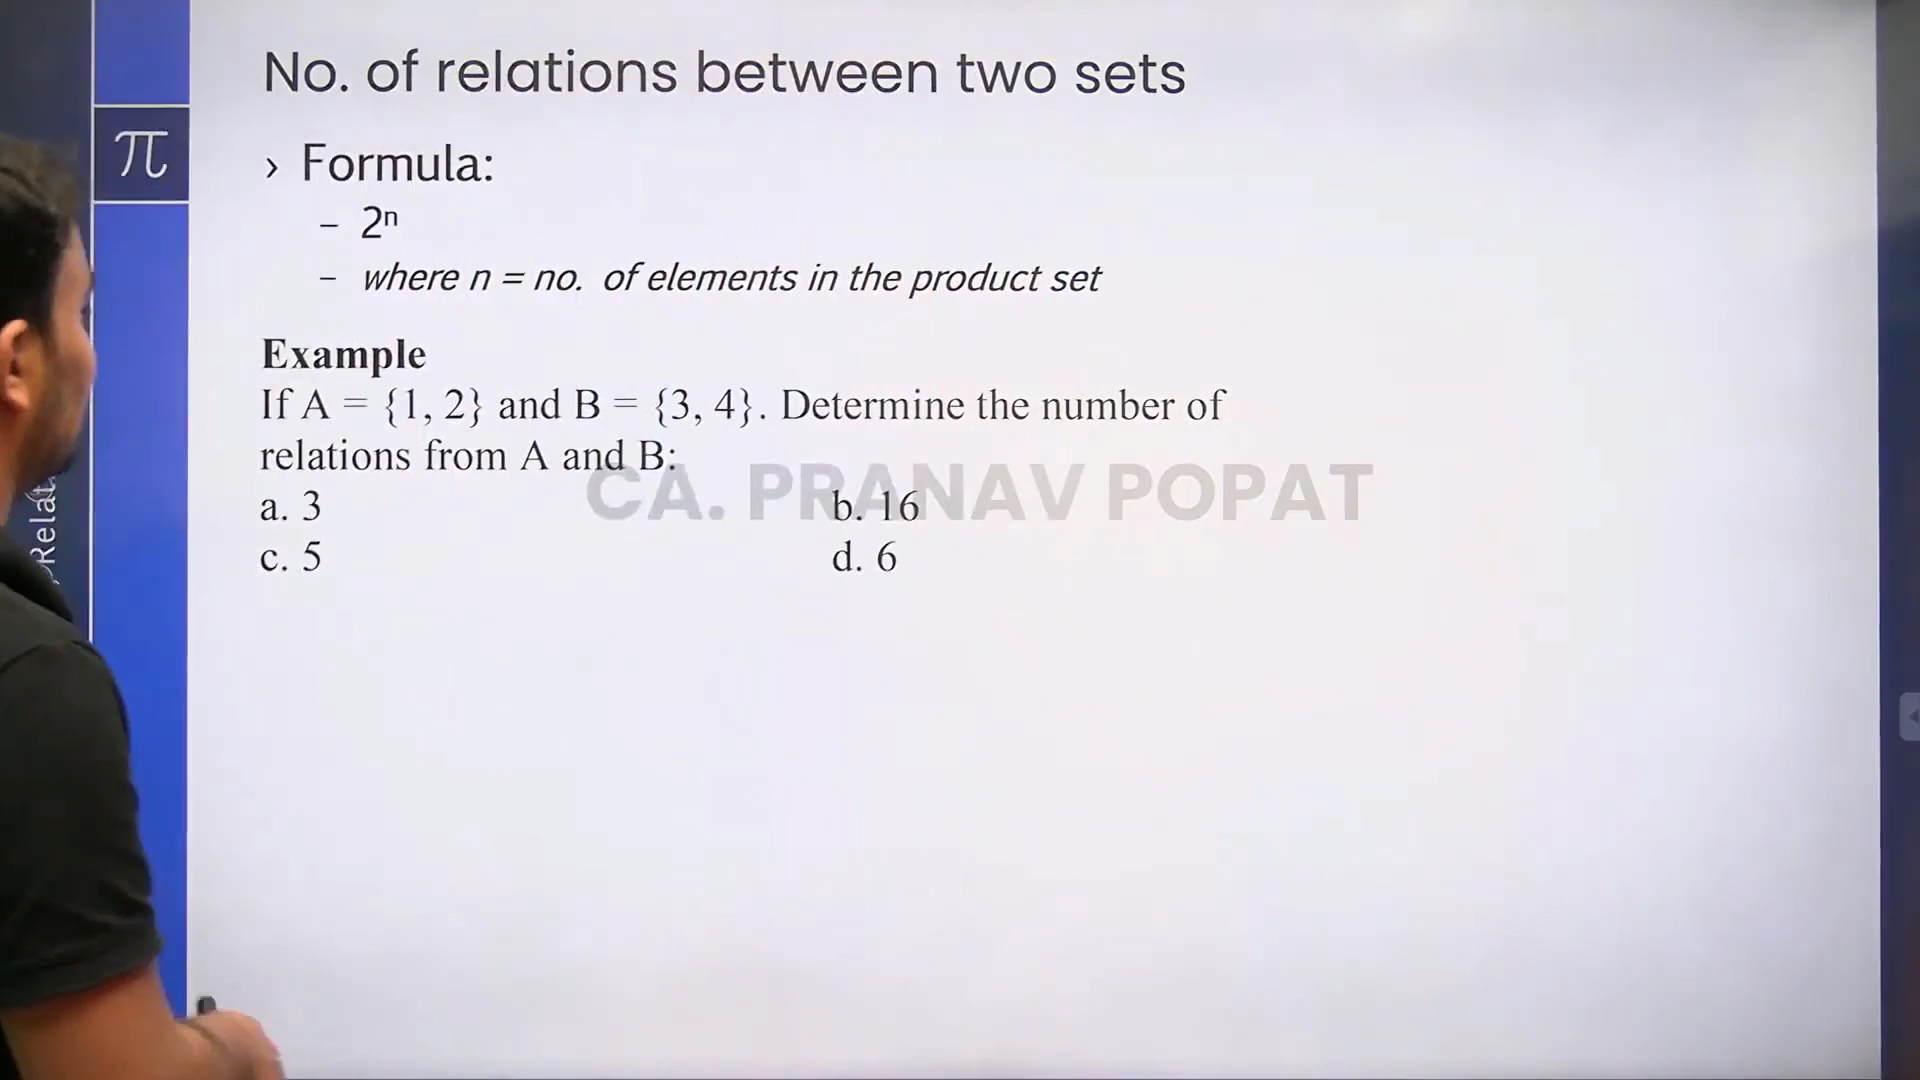 No. of relations between two sets
π
› Formula:
– 2ⁿ
– where n = no. of elements in the product set
Example
If A = {1, 2} and B = {3, 4}. Determine the number of
relations from A and B:
CA. PRANAV POPAT
a. 3 b. 16
c. 5 d. 6